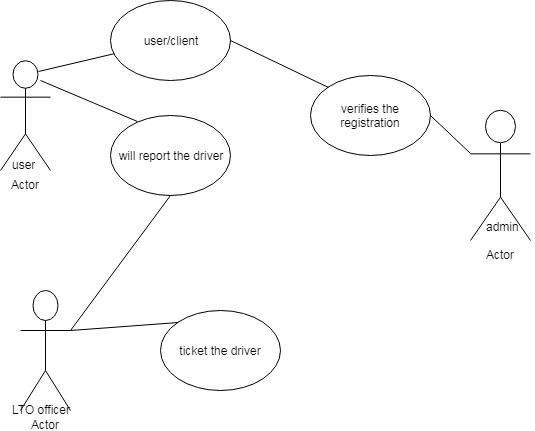 user/client
verifies the
registration
will report the driver
user
Actor
admin
Actor
ticket the driver
LTO officer
Actor